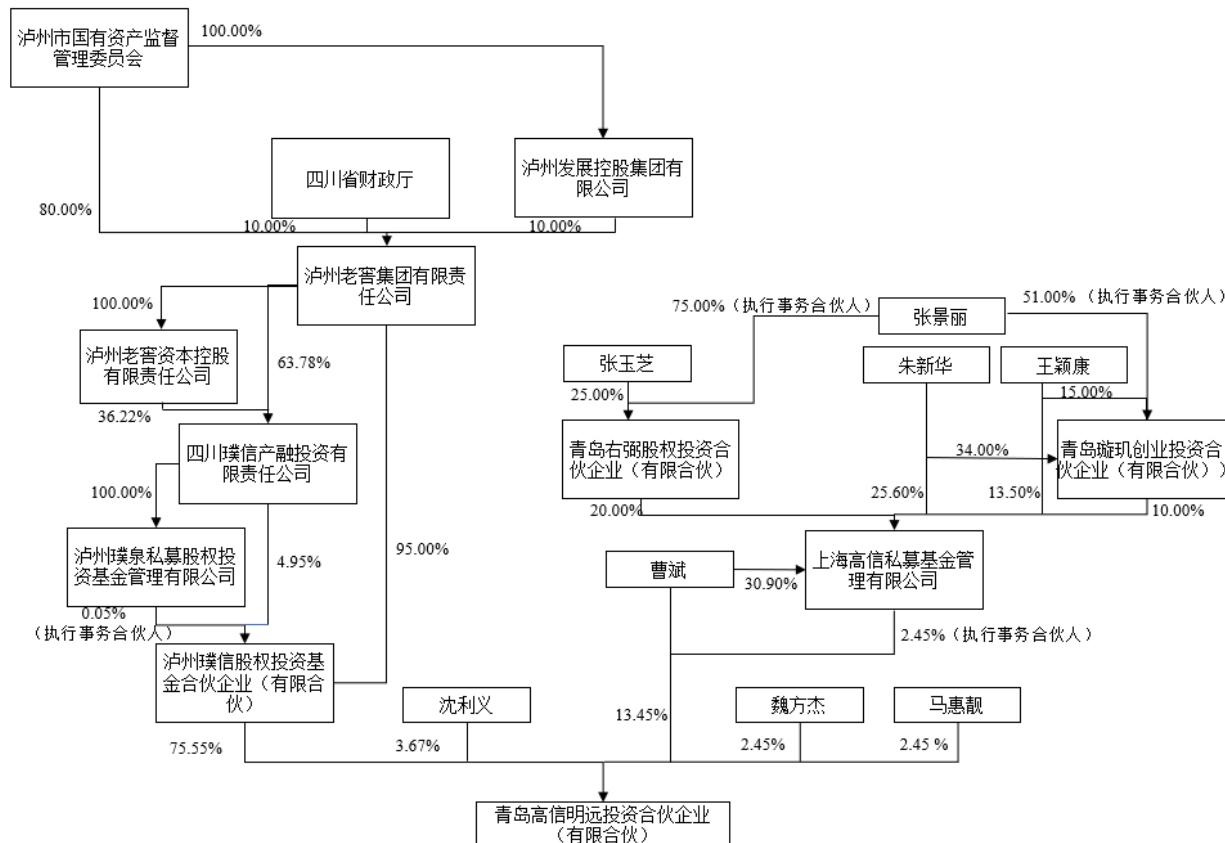 泸州市国有资产监督
管理委员会
100.00%
四川省财政厅
泸州发展控股集团有
限公司
80.00%
10.00%
10.00%
泸州老窖集团有限责
任公司
100.00%
75.00%（执行事务合伙人）
51.00%（执行事务合伙人）
张景丽
泸州老窖资本控股
有限责任公司
63.78%
张玉芝
朱新华
王颖康
25.00%
15.00%
36.22%
四川璞信产融投资有
限责任公司
青岛右弼股权投资合
伙企业（有限合伙）
34.00%
青岛璇玑创业投资合
伙企业（有限合伙））
100.00%
20.00%
25.60%
13.50%
10.00%
泸州璞泉私募股权投
资基金管理有限公司
4.95%
95.00%
曹斌
30.90%
上海高信私募基金管
理有限公司
0.05%
（执行事务合伙人）
2.45%（执行事务合伙人）
泸州璞信股权投资基
金合伙企业（有限合
伙）
沈利义
13.45%
魏方杰
马惠靓
75.55%
3.67%
2.45%
2.45 %
青岛高信明远投资合伙企业
（有限合伙）